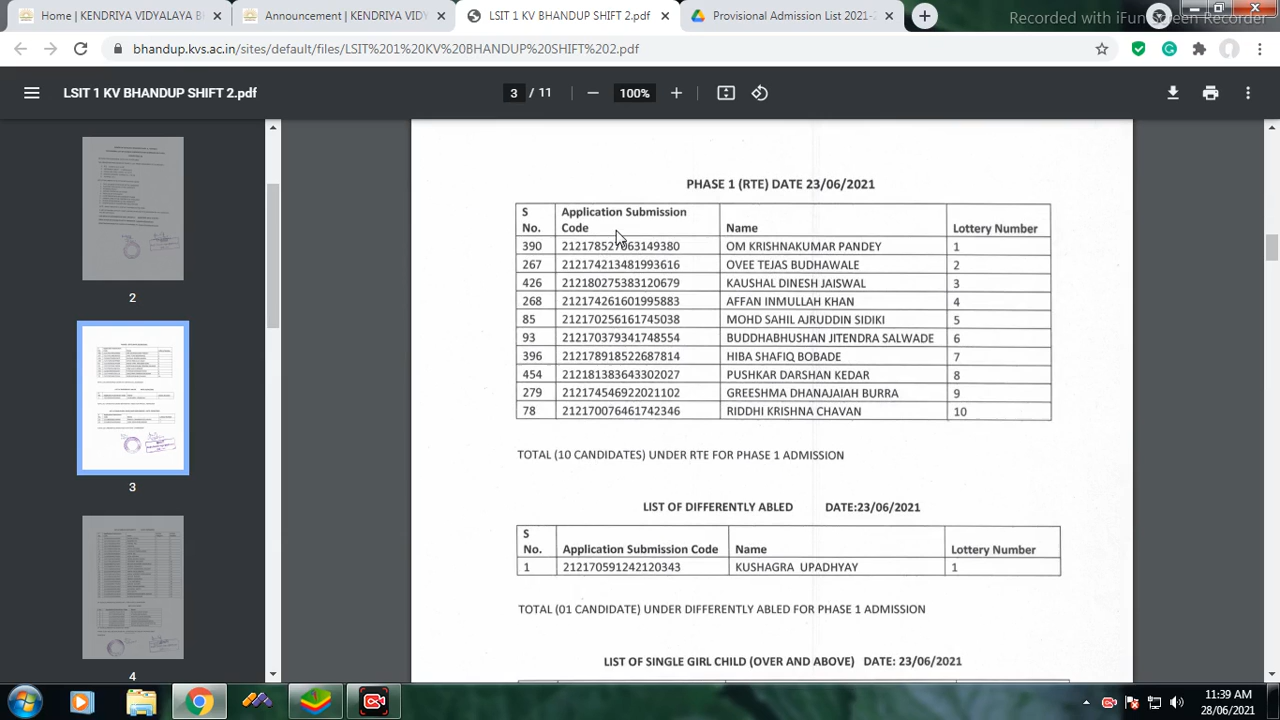 Home | KENDRIYA VIDYALAYA B
Announcement | KENDRIYA VIDY
LSIT 1 KV BHANDUP SHIFT 2.pdf
Provisional Admission List 2021-2
Recorded with iFun Screen Recorder
bhandup.kvs.ac.in/sites/default/files/LSIT%201%20KV%20BHANDUP%20SHIFT%202.pdf
LSIT 1 KV BHANDUP SHIFT 2.pdf
3 / 11
100%
2
3
4
PHASE 1 (RTE) DATE 23/06/2021
S No. Application Submission Code Name Lottery Number
390 OM KRISHNAKUMAR PANDEY 1
267 212174213481993616 OVEE TEJAS BUDHAWALE 2
426 212180275383120679 KAUSHAL DINESH JAISWAL 3
268 212174261601995883 AFFAN INMULLAH KHAN 4
85 212170256161745038 MOHD SAHIL AJRUDDIN SIDIKI 5
93 212170379341748554 BUDDHABHUSHAN JITENDRA SALWADE 6
396 212178918522687814 HIBA SHAFIQ BOBADE 7
454 212181383643302027 PUSHKAR DARSHAN KEDAR 8
279 212174546922021102 GREESHMA DHANAJAIAH BURRA 9
78 212170076461742346 RIDDHI KRISHNA CHAVAN 10
TOTAL (10 CANDIDATES) UNDER RTE FOR PHASE 1 ADMISSION
LIST OF DIFFERENTLY ABLED DATE:23/06/2021
S No. Application Submission Code Name Lottery Number
1 212170591242120343 KUSHAGRA UPADHYAY 1
TOTAL (01 CANDIDATE) UNDER DIFFERENTLY ABLED FOR PHASE 1 ADMISSION
LIST OF SINGLE GIRL CHILD (OVER AND ABOVE) DATE: 23/06/2021
11:39 AM
28/06/2021